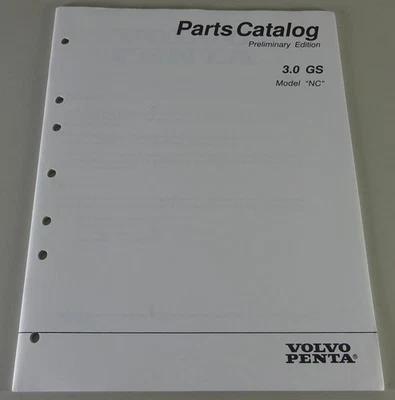 Parts Catalog
Preliminary Edition
3.0 GS
Model "NC"
VOLVO
PENTA®